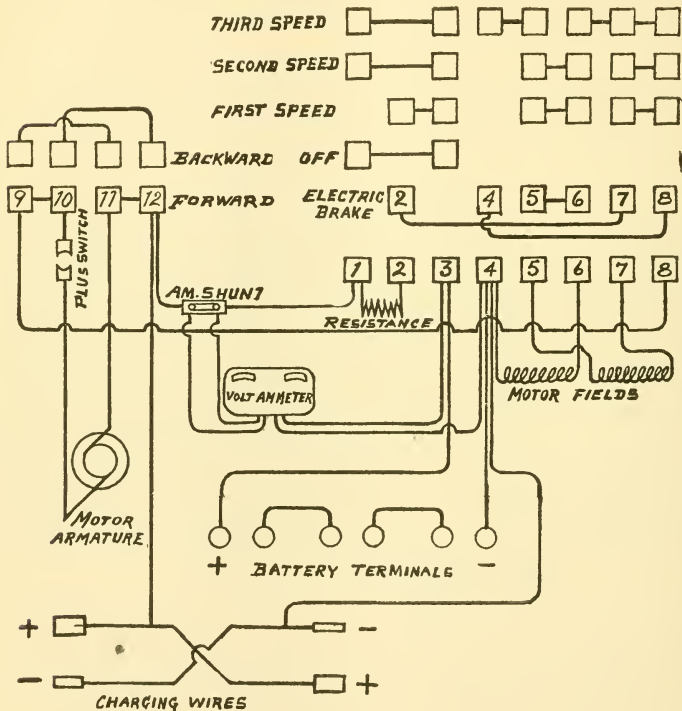 THIRD SPEED
SECOND SPEED
FIRST SPEED
BACKWARD OFF
9 10 11 12 FORWARD ELECTRIC BRAKE 2 4 5 6 7 8
PLUS SWITCH
AM. SHUNT
1 2 3 4 5 6 7 8
RESISTANCE
VOLT AMMETER
MOTOR FIELDS
MOTOR
ARMATURE
+ BATTERY TERMINALS -
+ -
- +
CHARGING WIRES